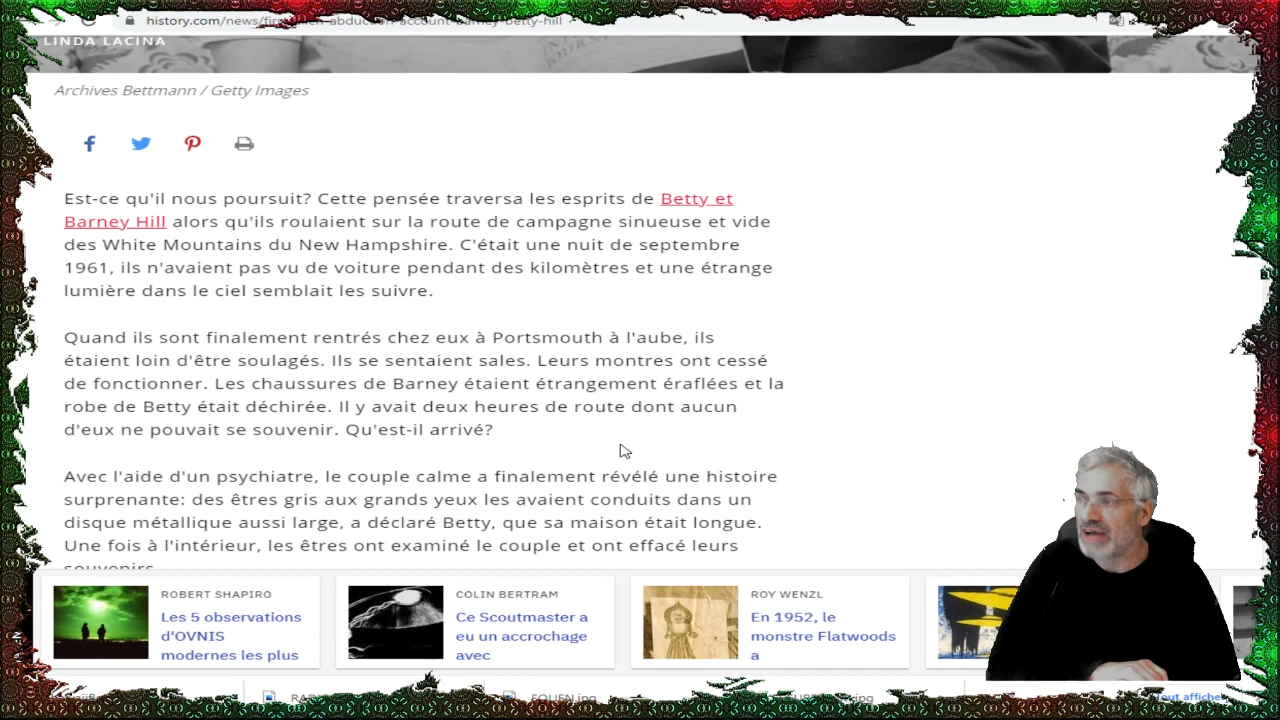 history.com/news/first-alien-abduction-account-barney-betty-hill
LINDA LACINA
Archives Bettmann / Getty Images
Est-ce qu'il nous poursuit? Cette pensée traversa les esprits de Betty et
Barney Hill alors qu'ils roulaient sur la route de campagne sinueuse et vide
des White Mountains du New Hampshire. C'était une nuit de septembre
1961, ils n'avaient pas vu de voiture pendant des kilomètres et une étrange
lumière dans le ciel semblait les suivre.
Quand ils sont finalement rentrés chez eux à Portsmouth à l'aube, ils
étaient loin d'être soulagés. Ils se sentaient sales. Leurs montres ont cessé
de fonctionner. Les chaussures de Barney étaient étrangement éraflées et la
robe de Betty était déchirée. Il y avait deux heures de route dont aucun
d'eux ne pouvait se souvenir. Qu'est-il arrivé?
Avec l'aide d'un psychiatre, le couple calme a finalement révélé une histoire
surprenante: des êtres gris aux grands yeux les avaient conduits dans un
disque métallique aussi large, a déclaré Betty, que sa maison était longue.
Une fois à l'intérieur, les êtres ont examiné le couple et ont effacé leurs
souvenirs
ROBERT SHAPIRO
Les 5 observations
d'OVNIS
modernes les plus
COLIN BERTRAM
Ce Scoutmaster a
eu un accrochage
avec
ROY WENZL
En 1952, le
monstre Flatwoods
a